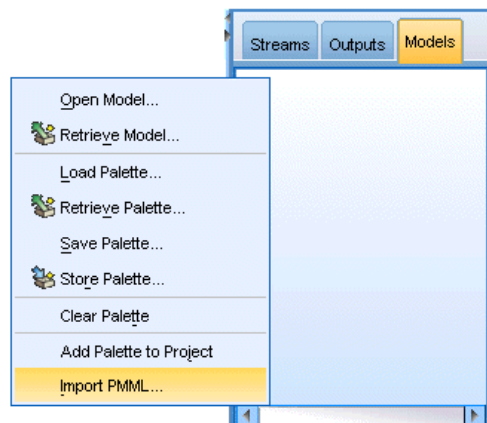 Streams Outputs Models
Open Model...
Retrieve Model...
Load Palette...
Retrieve Palette...
Save Palette...
Store Palette...
Clear Palette
Add Palette to Project
Import PMML...